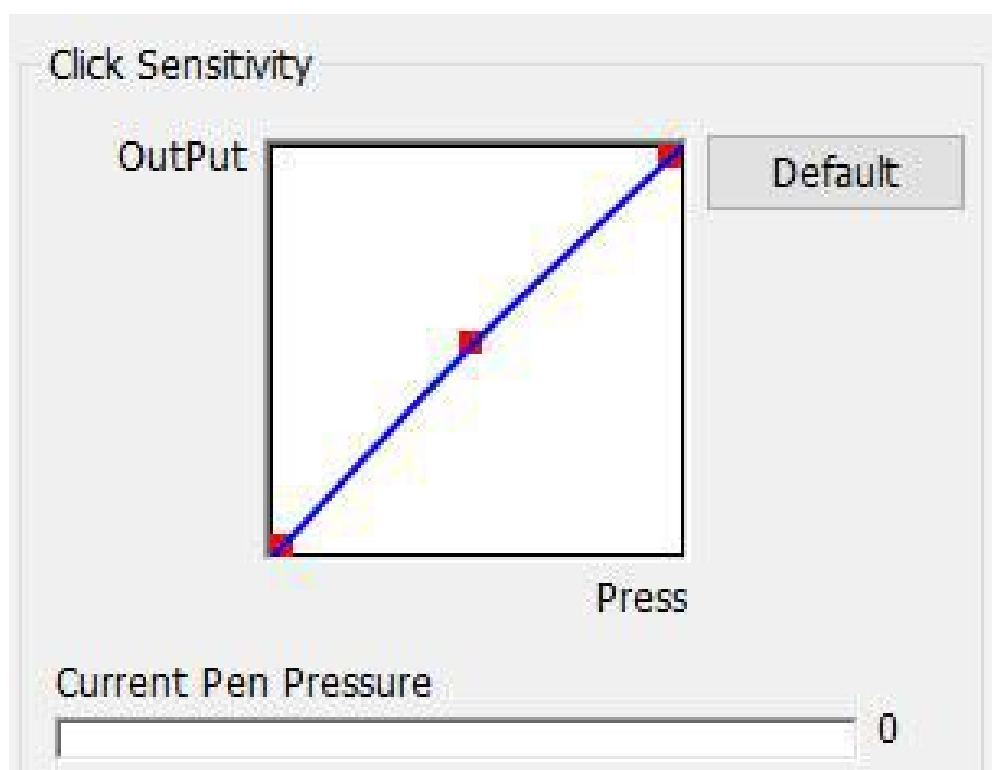 Click Sensitivity
OutPut
Default
Press
Current Pen Pressure
0